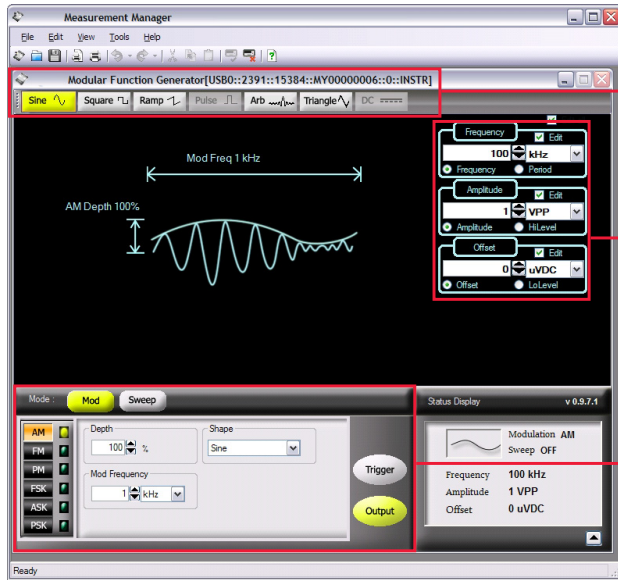 Measurement Manager
File Edit View Tools Help
Modular Function Generator[USB0::2391::15384::MY00000006::0::INSTR]
Sine Square Ramp Pulse Arb Triangle DC
Frequency Edit
100 kHz
Frequency Period
Mod Freq 1 kHz
Amplitude Edit
1 VPP
Amplitude HiLevel
AM Depth 100%
Offset Edit
0 uVDC
Offset LoLevel
Mode : Mod Sweep
Status Display v 0.9.7.1
AM
FM
PM
FSK
ASK
PSK
Depth
100 %
Shape
Sine
Mod Frequency
1 kHz
Trigger
Output
Modulation AM
Sweep OFF
Frequency 100 kHz
Amplitude 1 VPP
Offset 0 uVDC
Ready